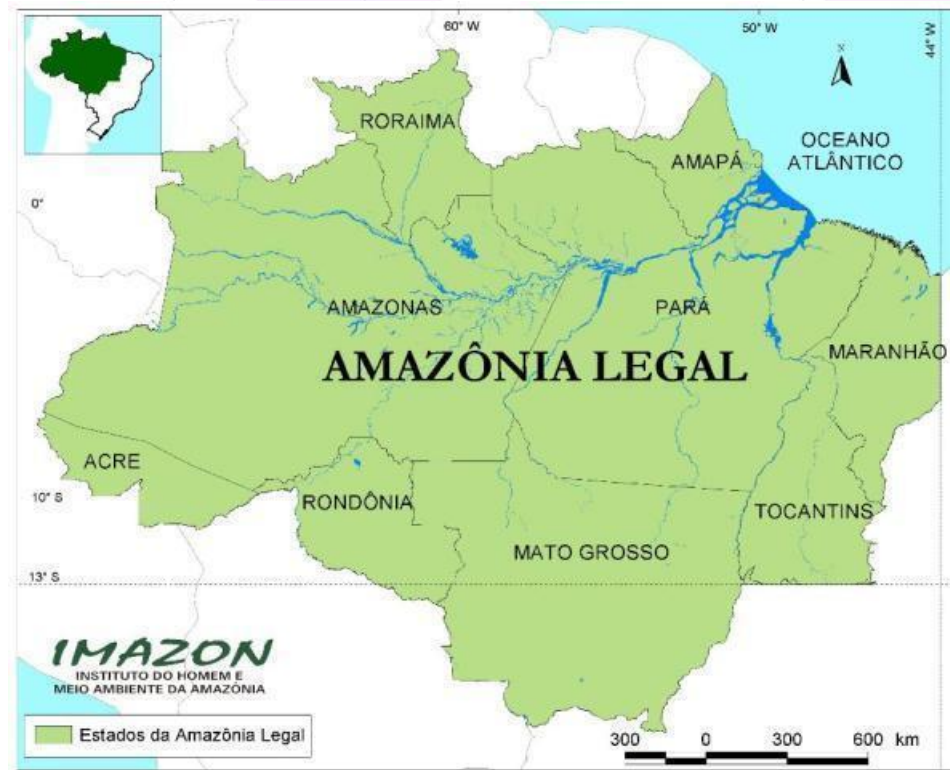 60° W
50° W
44° W
N
RORAIMA
AMAPÁ
OCEANO
ATLÂNTICO
0°
AMAZONAS
PARÁ
MARANHÃO
AMAZÔNIA LEGAL
ACRE
10° S
RONDÔNIA
TOCANTINS
MATO GROSSO
13° S
IMAZON
INSTITUTO DO HOMEM E
MEIO AMBIENTE DA AMAZÔNIA
Estados da Amazônia Legal
300 0 300 600 km